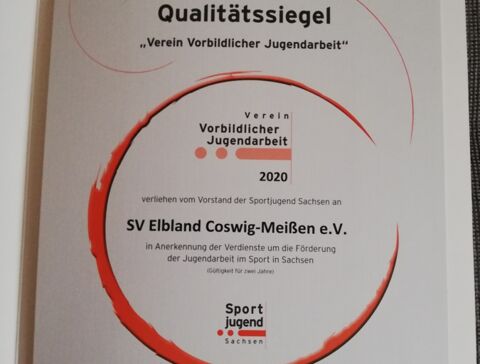 Qualitätssiegel
„Verein Vorbildlicher Jugendarbeit“
Verein
Vorbildlicher
Jugendarbeit
2020
verliehen vom Vorstand der Sportjugend Sachsen an
SV Elbland Coswig-Meißen e.V.
in Anerkennung der Verdienste um die Förderung
der Jugendarbeit im Sport in Sachsen
(Gültigkeit für zwei Jahre)
Sport
jugend
Sachsen